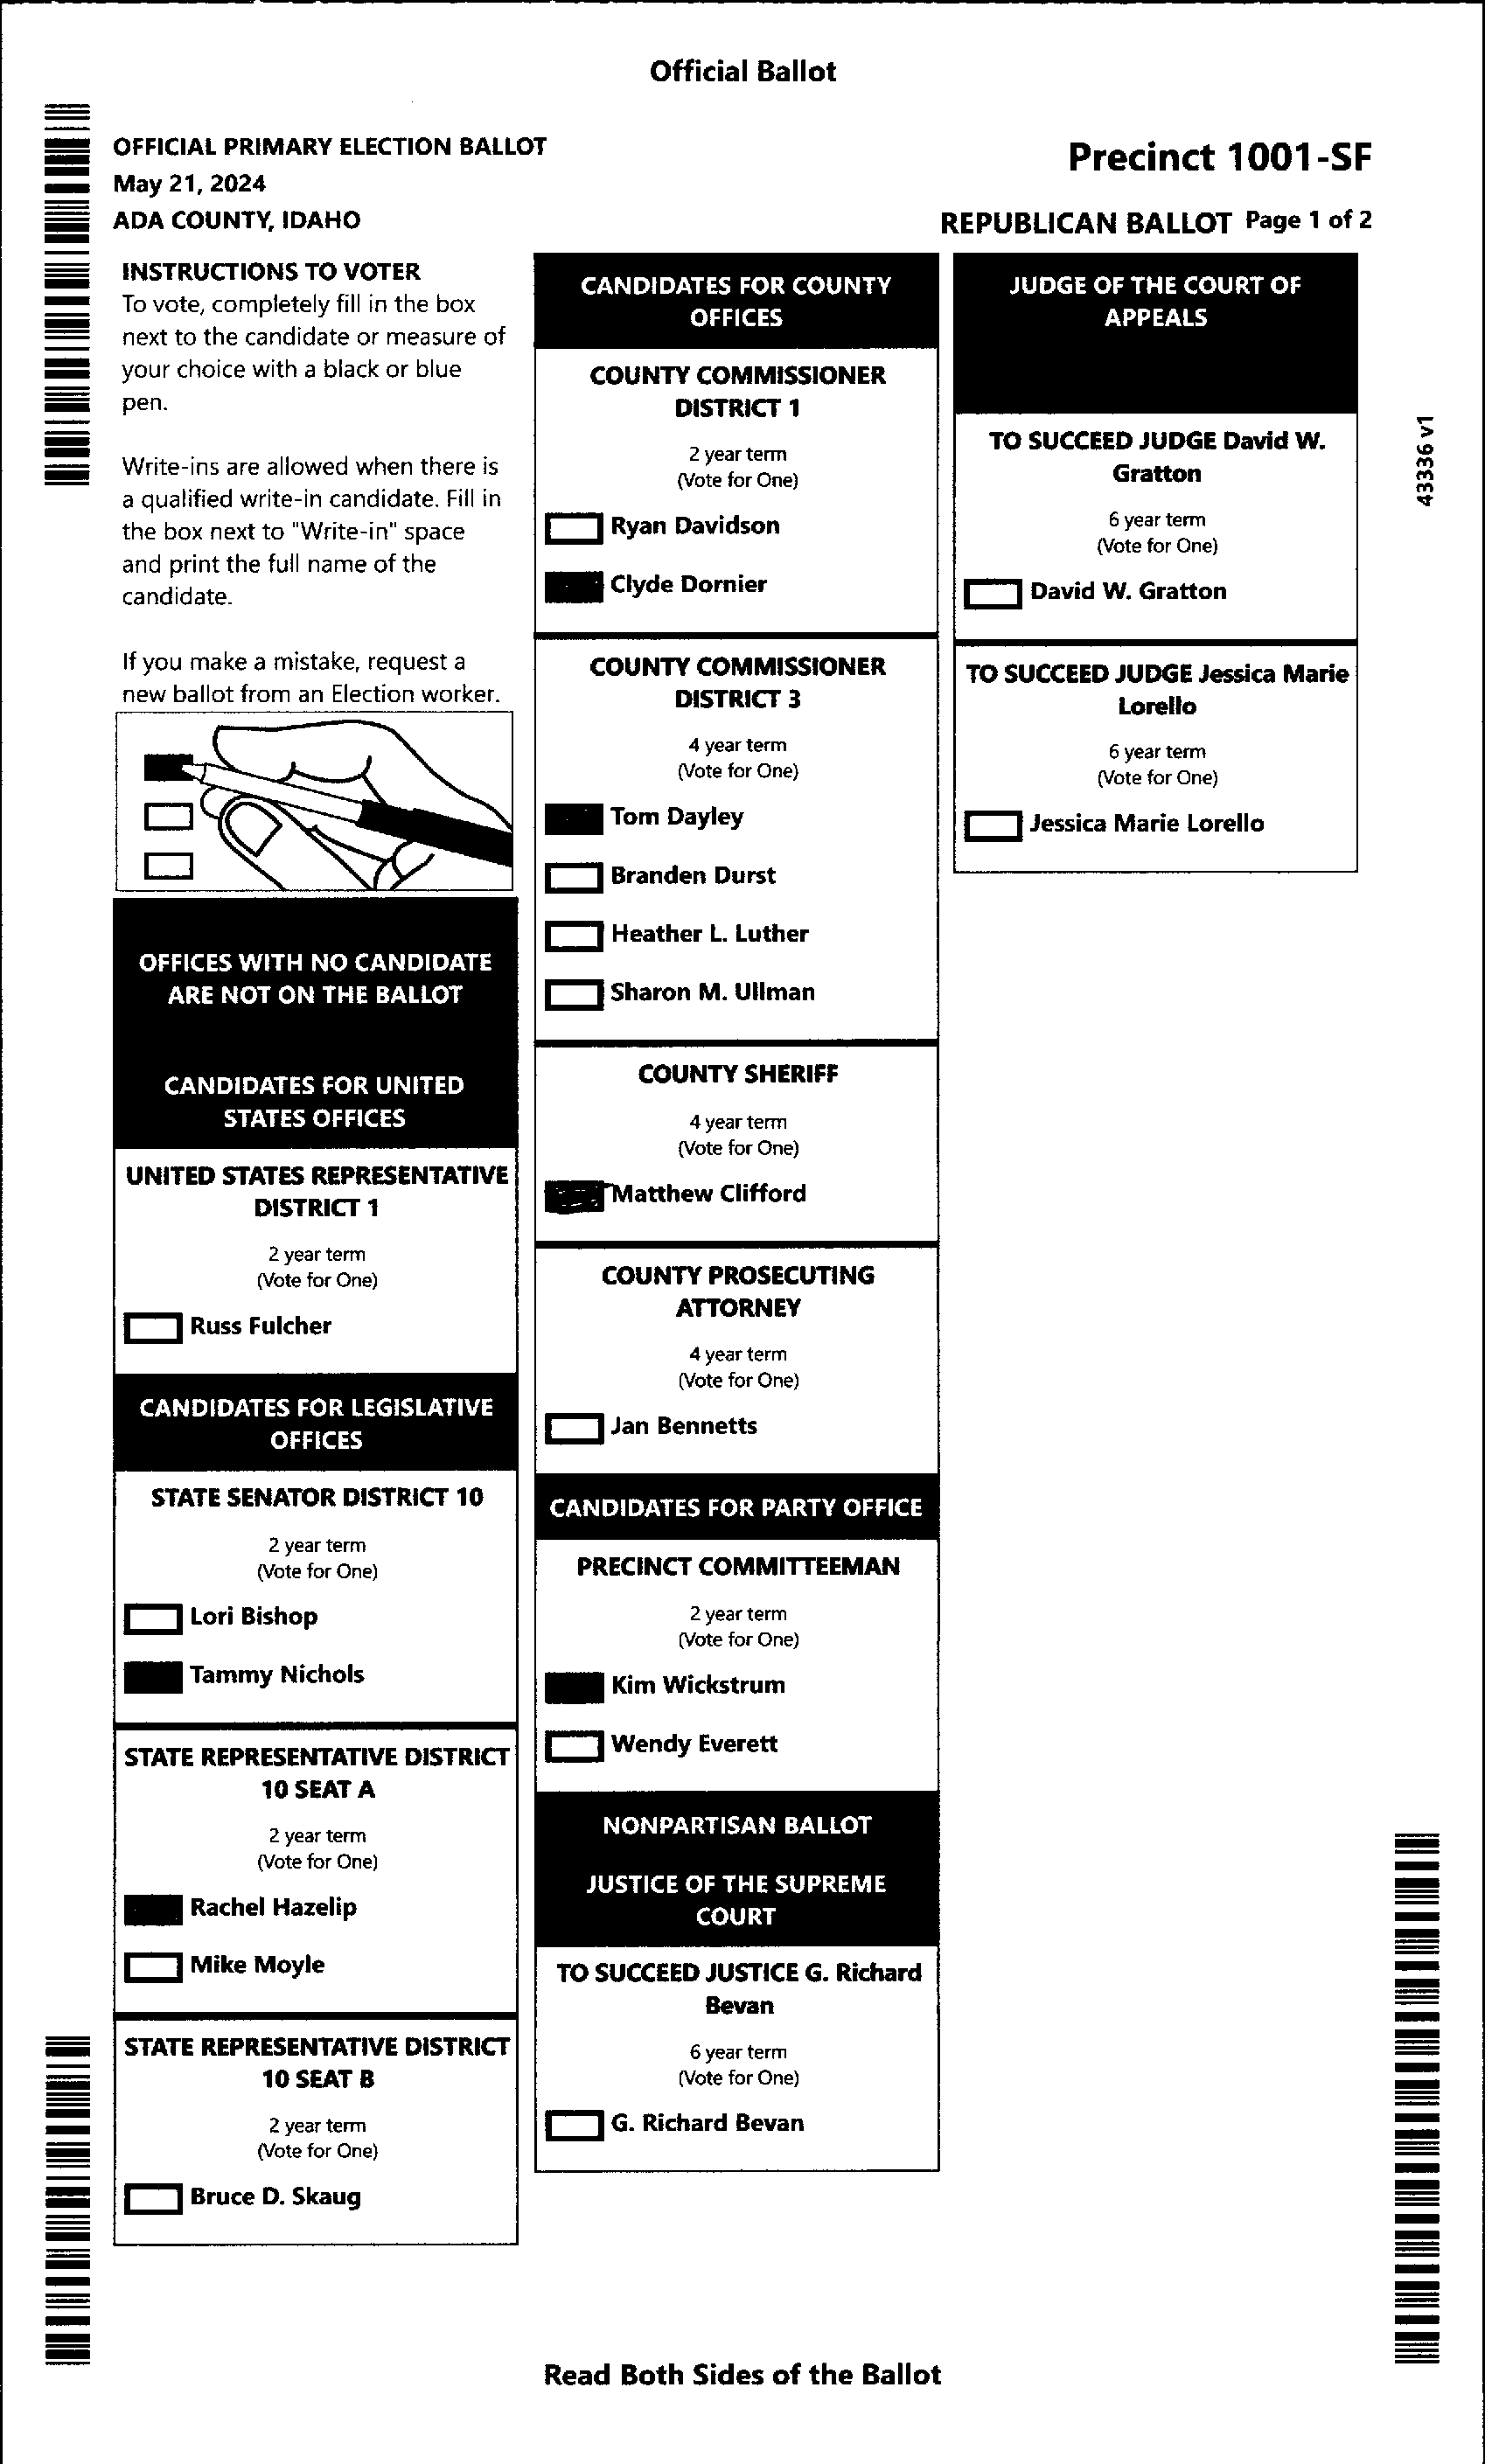 Official Ballot
OFFICIAL PRIMARY ELECTION BALLOT
May 21, 2024
ADA COUNTY, IDAHO
Precinct 1001-SF
REPUBLICAN BALLOT Page 1 of 2
INSTRUCTIONS TO VOTER
To vote, completely fill in the box
next to the candidate or measure of
your choice with a black or blue
pen.
Write-ins are allowed when there is
a qualified write-in candidate. Fill in
the box next to "Write-in" space
and print the full name of the
candidate.
If you make a mistake, request a
new ballot from an Election worker.
OFFICES WITH NO CANDIDATE
ARE NOT ON THE BALLOT
CANDIDATES FOR UNITED
STATES OFFICES
UNITED STATES REPRESENTATIVE
DISTRICT 1
2 year term
(Vote for One)
Russ Fulcher
CANDIDATES FOR LEGISLATIVE
OFFICES
STATE SENATOR DISTRICT 10
2 year term
(Vote for One)
Lori Bishop
Tammy Nichols
STATE REPRESENTATIVE DISTRICT
10 SEAT A
2 year term
(Vote for One)
Rachel Hazelip
Mike Moyle
STATE REPRESENTATIVE DISTRICT
10 SEAT B
2 year term
(Vote for One)
Bruce D. Skaug
CANDIDATES FOR COUNTY
OFFICES
COUNTY COMMISSIONER
DISTRICT 1
2 year term
(Vote for One)
Ryan Davidson
Clyde Dornier
COUNTY COMMISSIONER
DISTRICT 3
4 year term
(Vote for One)
Tom Dayley
Branden Durst
Heather L. Luther
Sharon M. Ullman
COUNTY SHERIFF
4 year term
(Vote for One)
Matthew Clifford
COUNTY PROSECUTING
ATTORNEY
4 year term
(Vote for One)
Jan Bennetts
CANDIDATES FOR PARTY OFFICE
PRECINCT COMMITTEEMAN
2 year term
(Vote for One)
Kim Wickstrum
Wendy Everett
NONPARTISAN BALLOT
JUSTICE OF THE SUPREME
COURT
TO SUCCEED JUSTICE G. Richard
Bevan
6 year term
(Vote for One)
G. Richard Bevan
JUDGE OF THE COURT OF
APPEALS
TO SUCCEED JUDGE David W.
Gratton
6 year term
(Vote for One)
David W. Gratton
TO SUCCEED JUDGE Jessica Marie
Lorello
6 year term
(Vote for One)
Jessica Marie Lorello
43336 v1
Read Both Sides of the Ballot